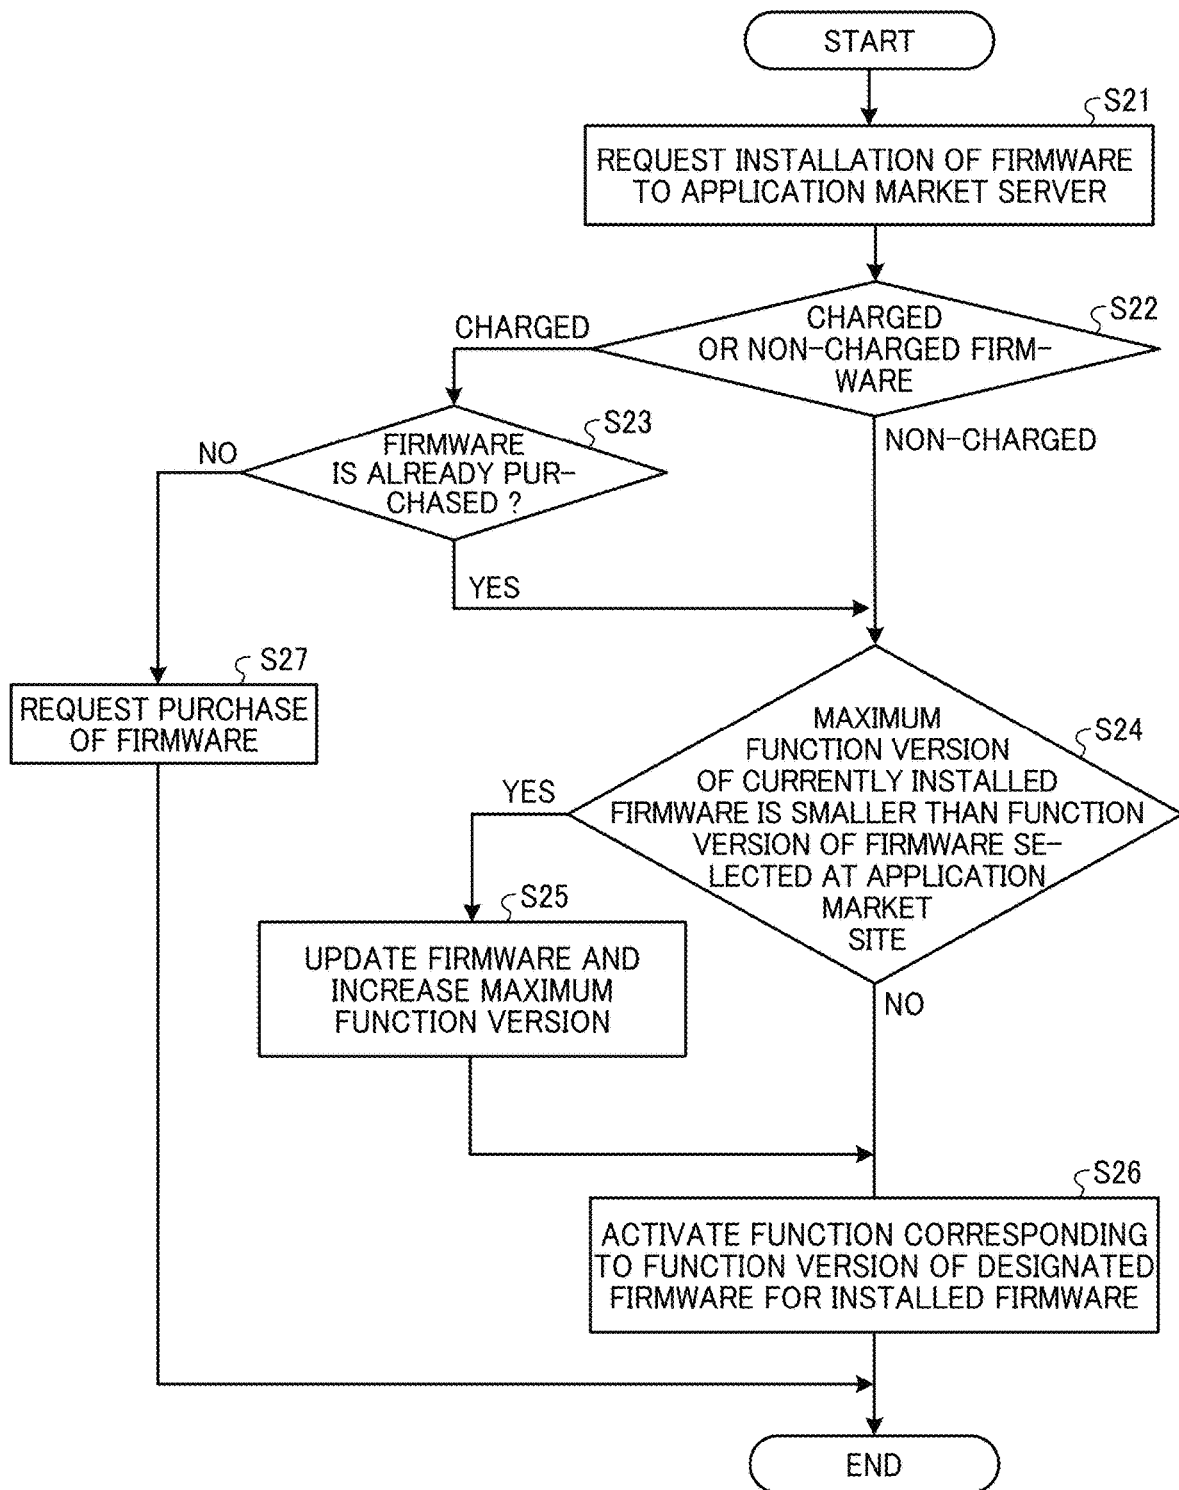 START
S21
REQUEST INSTALLATION OF FIRMWARE
TO APPLICATION MARKET SERVER
S22
CHARGED
OR NON-CHARGED FIRM-
WARE
CHARGED
NON-CHARGED
S23
FIRMWARE
IS ALREADY PUR-
CHASED ?
NO
YES
S27
REQUEST PURCHASE
OF FIRMWARE
S24
MAXIMUM
FUNCTION VERSION
OF CURRENTLY INSTALLED
FIRMWARE IS SMALLER THAN FUNCTION
VERSION OF FIRMWARE SE-
LECTED AT APPLICATION
MARKET
SITE
YES
NO
S25
UPDATE FIRMWARE AND
INCREASE MAXIMUM
FUNCTION VERSION
S26
ACTIVATE FUNCTION CORRESPONDING
TO FUNCTION VERSION OF DESIGNATED
FIRMWARE FOR INSTALLED FIRMWARE
END